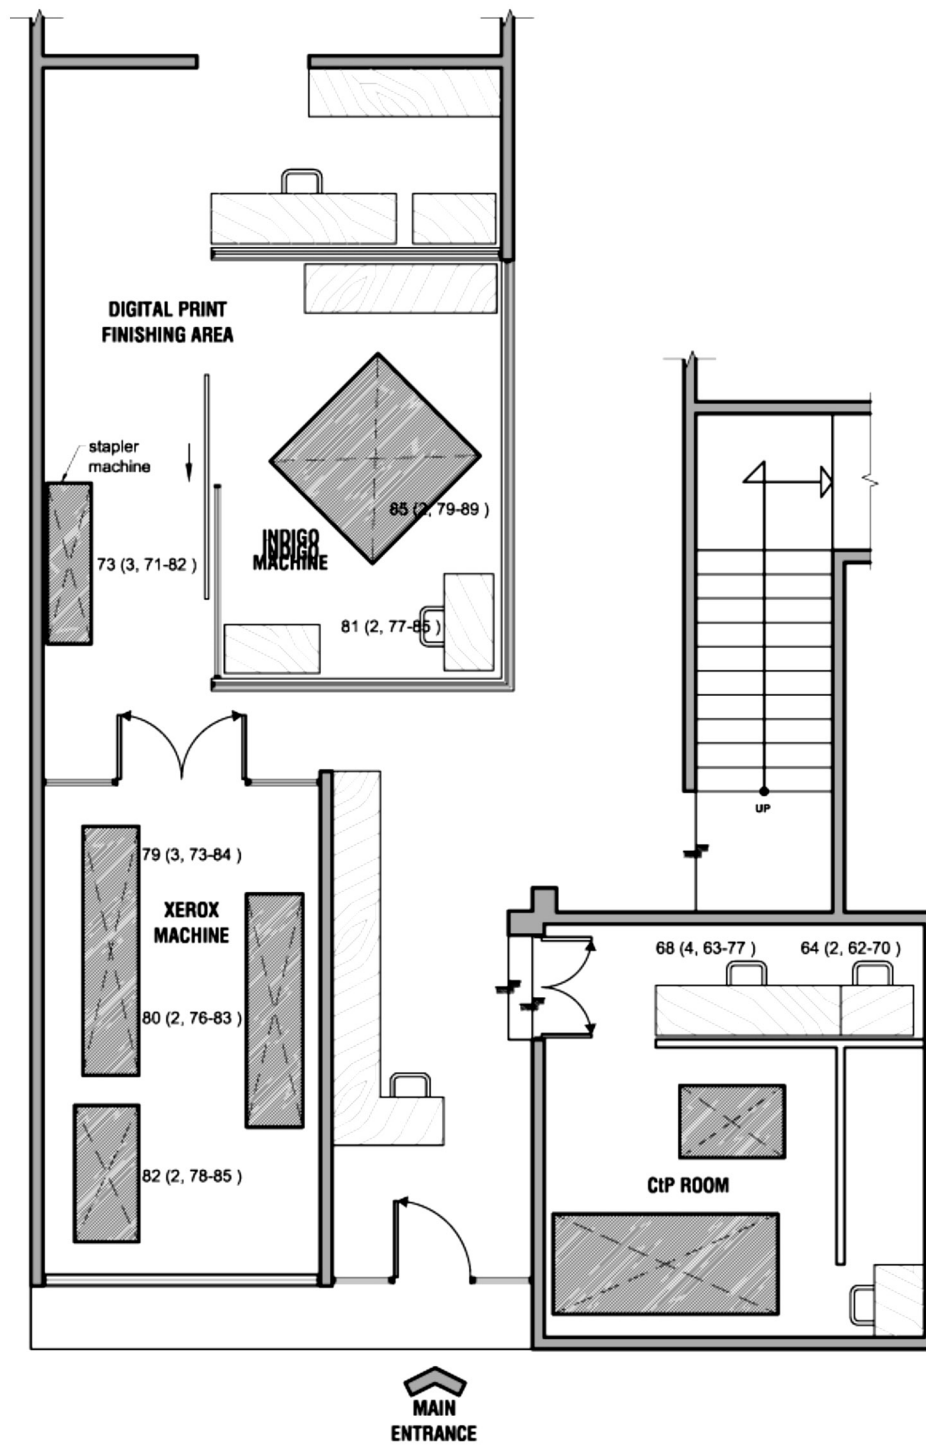 DIGITAL PRINT
FINISHING AREA
stapler
machine
85 (2, 79-89 )
INDIGO
INDIGO
MACHINE
73 (3, 71-82 )
81 (2, 77-85 )
UP
79 (3, 73-84 )
XEROX
MACHINE
68 (4, 63-77 )
64 (2, 62-70 )
80 (2, 76-83 )
82 (2, 78-85 )
CtP ROOM
MAIN
ENTRANCE